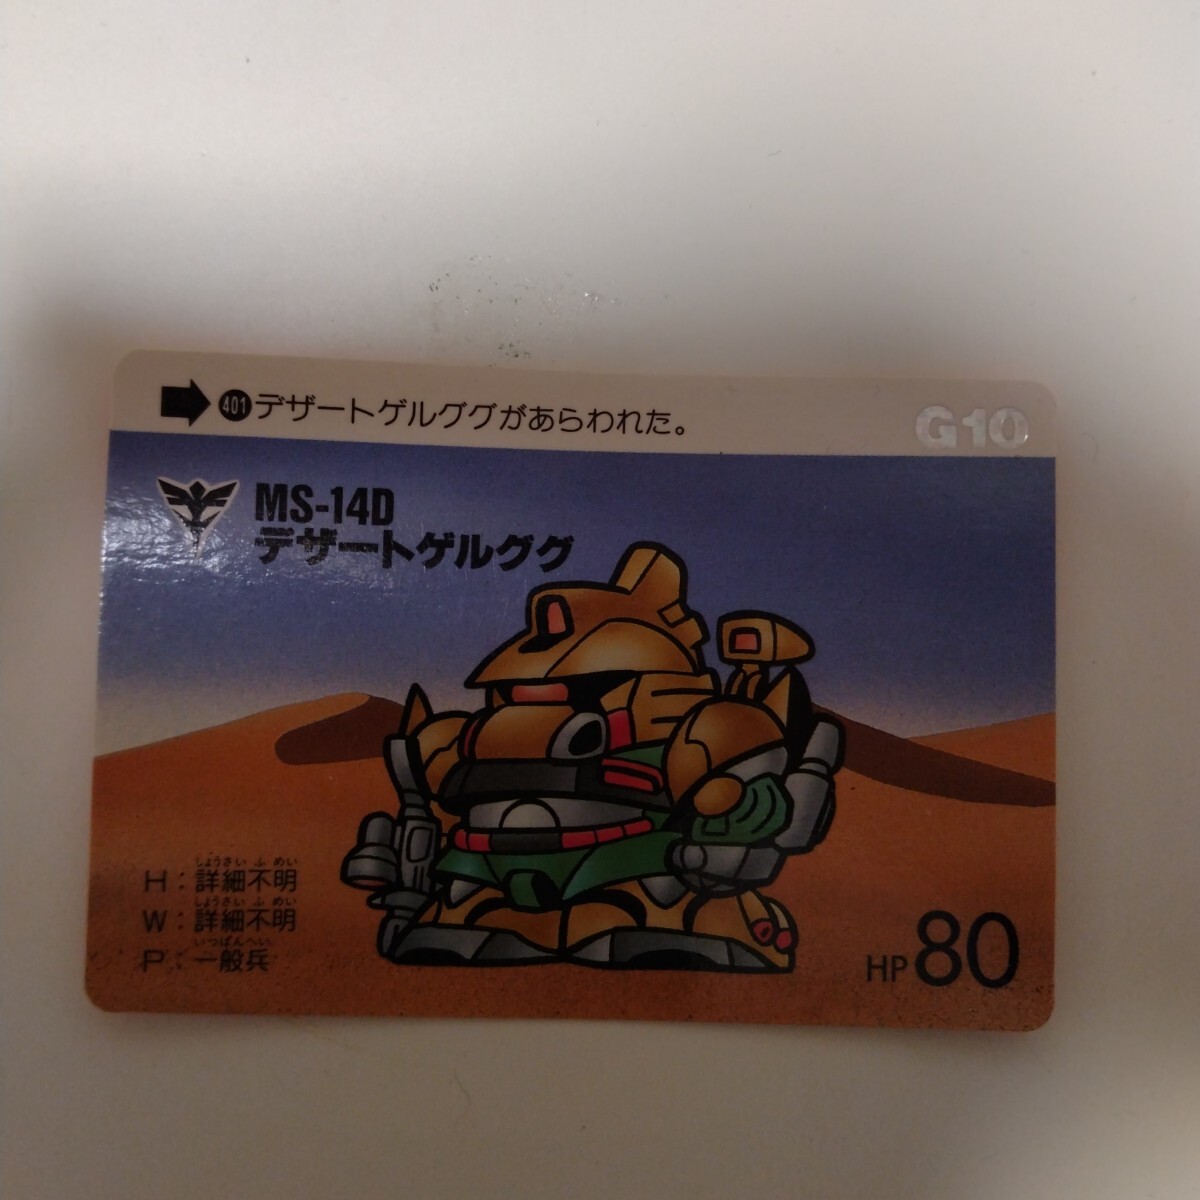 401 デザートゲルググがあらわれた。
G10
MS-14D
デザートゲルググ
しょうさいふめい
H：詳細不明
しょうさいふめい
W：詳細不明
いっぱんへい
P：一般兵
HP 80